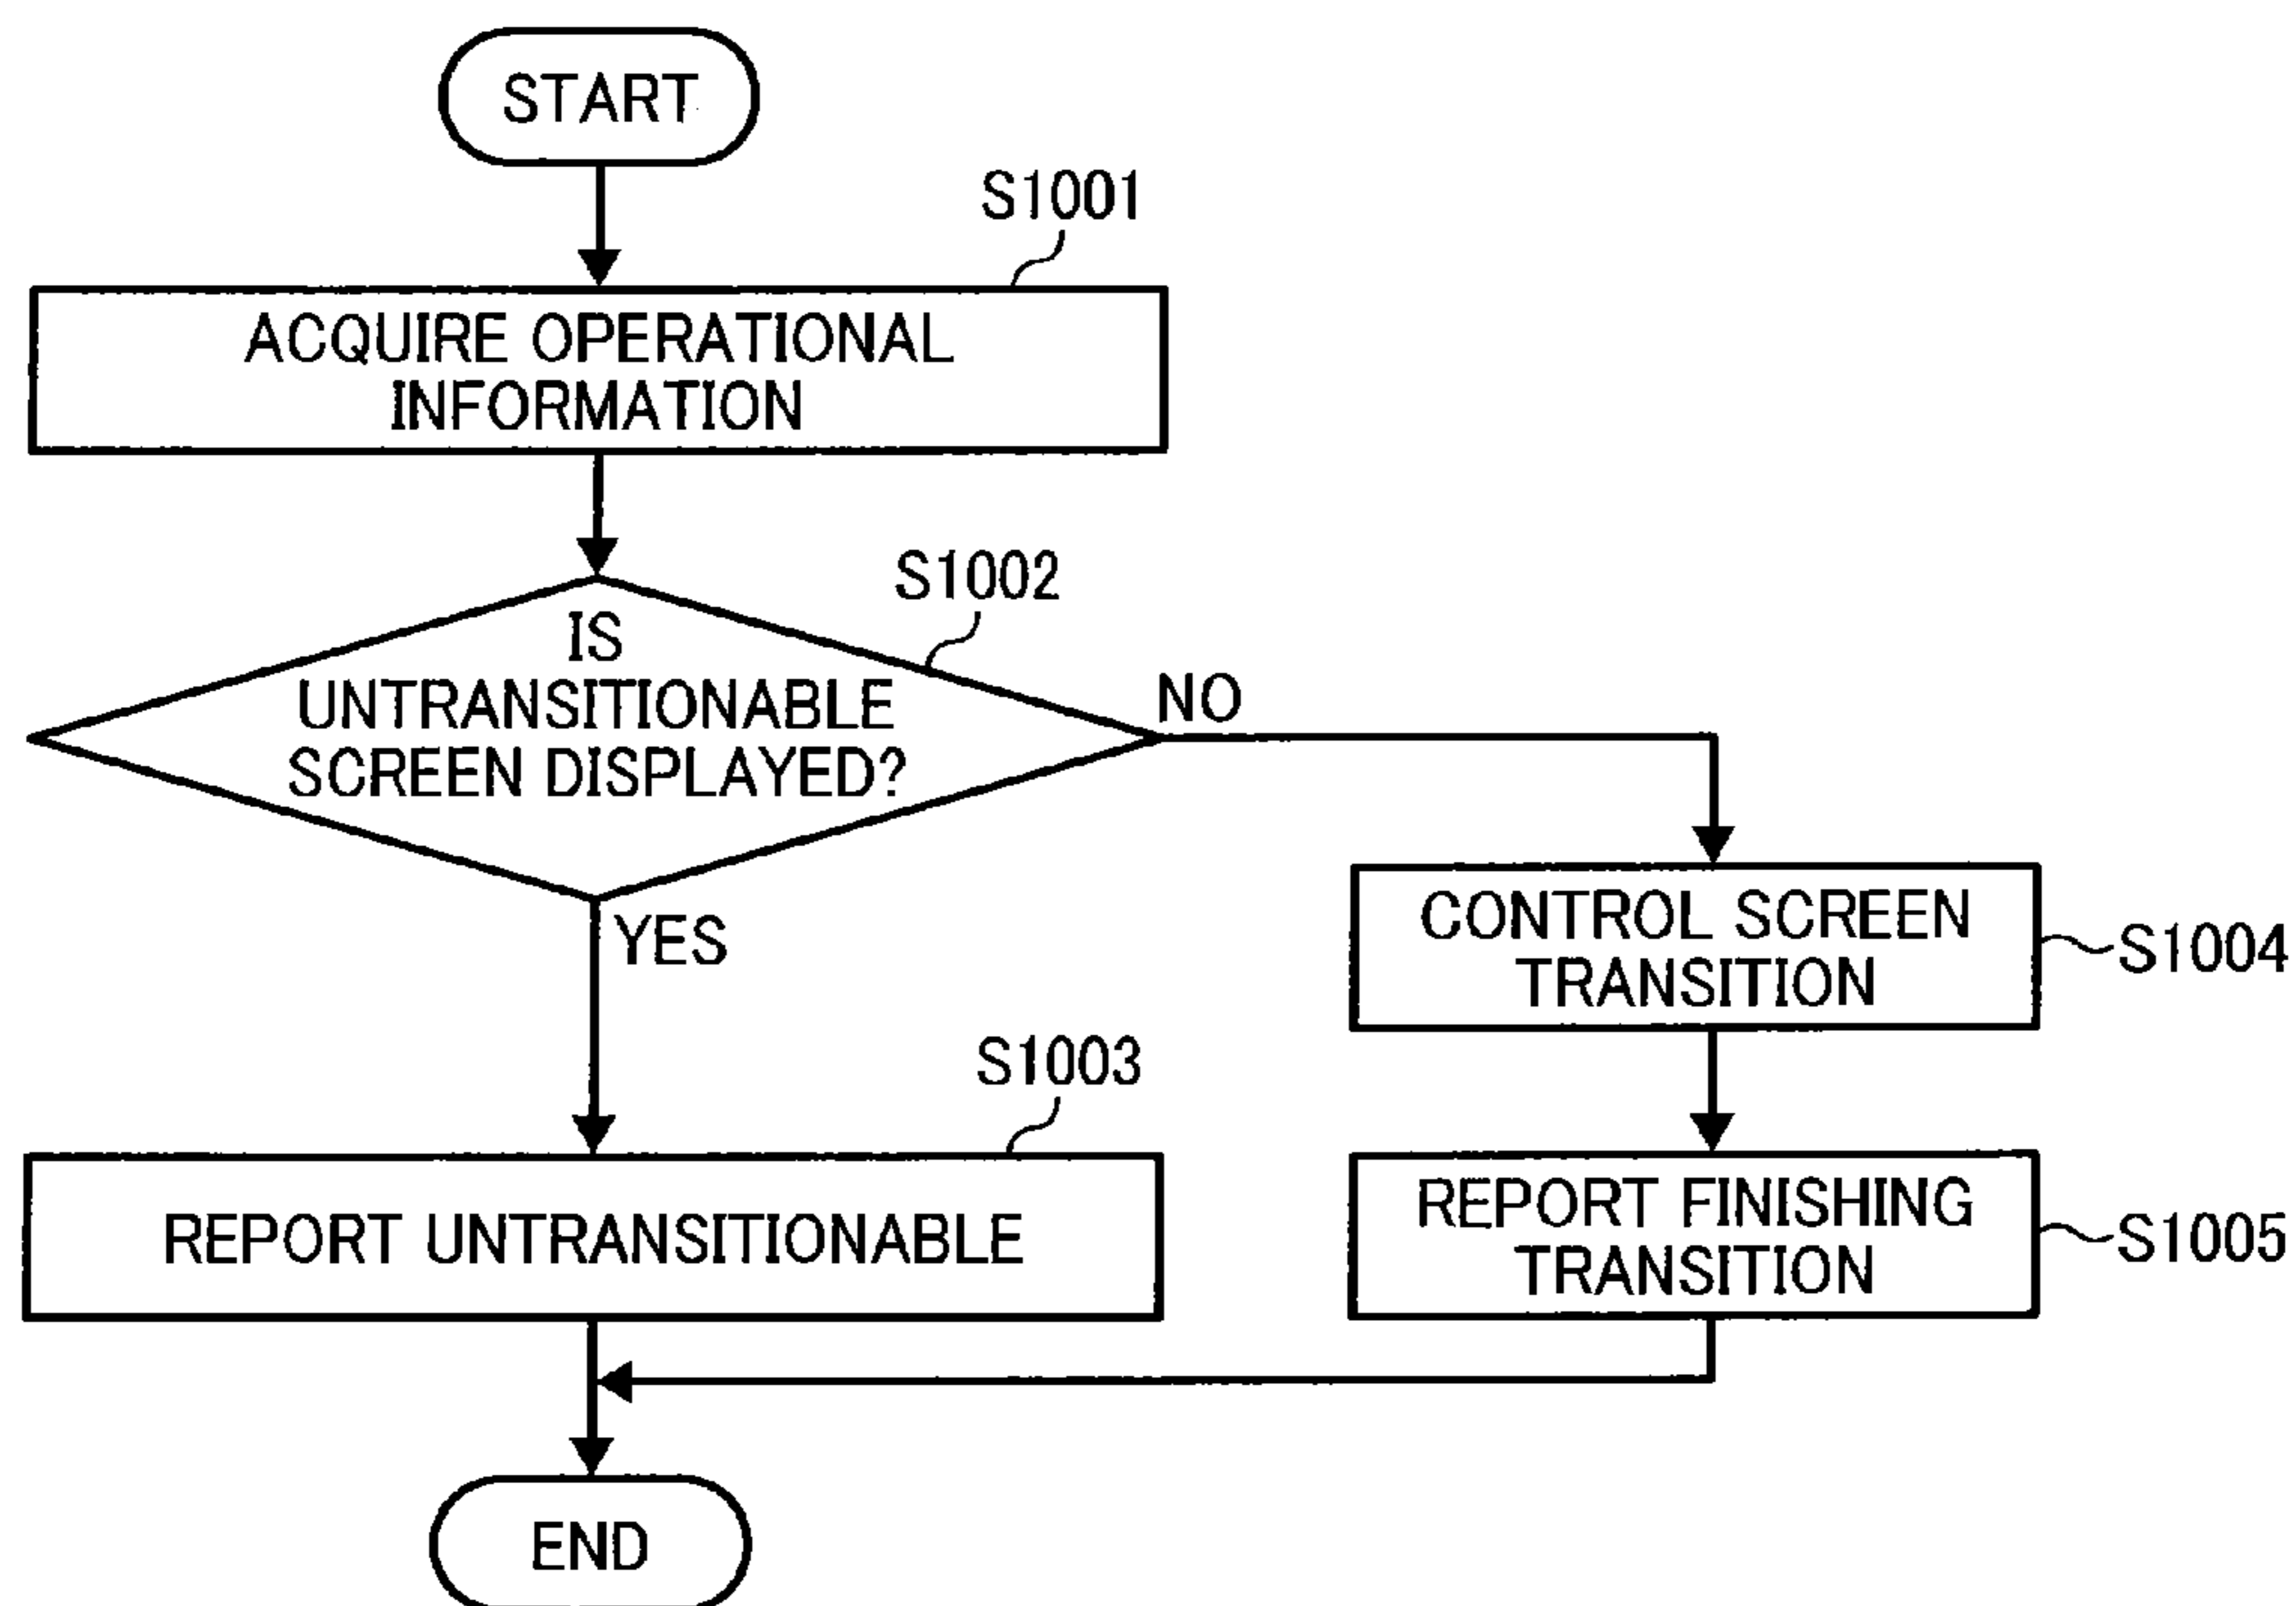 START
S1001
ACQUIRE OPERATIONAL
INFORMATION
S1002
IS
UNTRANSITIONABLE
SCREEN DISPLAYED?
NO
YES
CONTROL SCREEN
TRANSITION
S1004
S1003
REPORT UNTRANSITIONABLE
REPORT FINISHING
TRANSITION
S1005
END